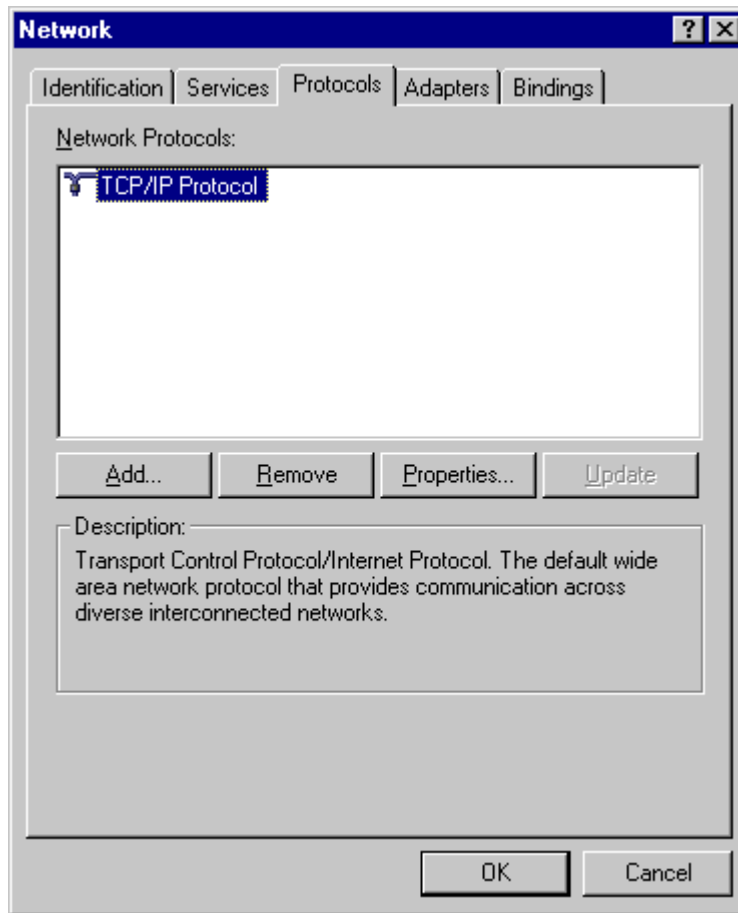 Network
Identification Services Protocols Adapters Bindings
Network Protocols:
TCP/IP Protocol
Add... Remove Properties... Update
Description:
Transport Control Protocol/Internet Protocol. The default wide
area network protocol that provides communication across
diverse interconnected networks.
OK Cancel